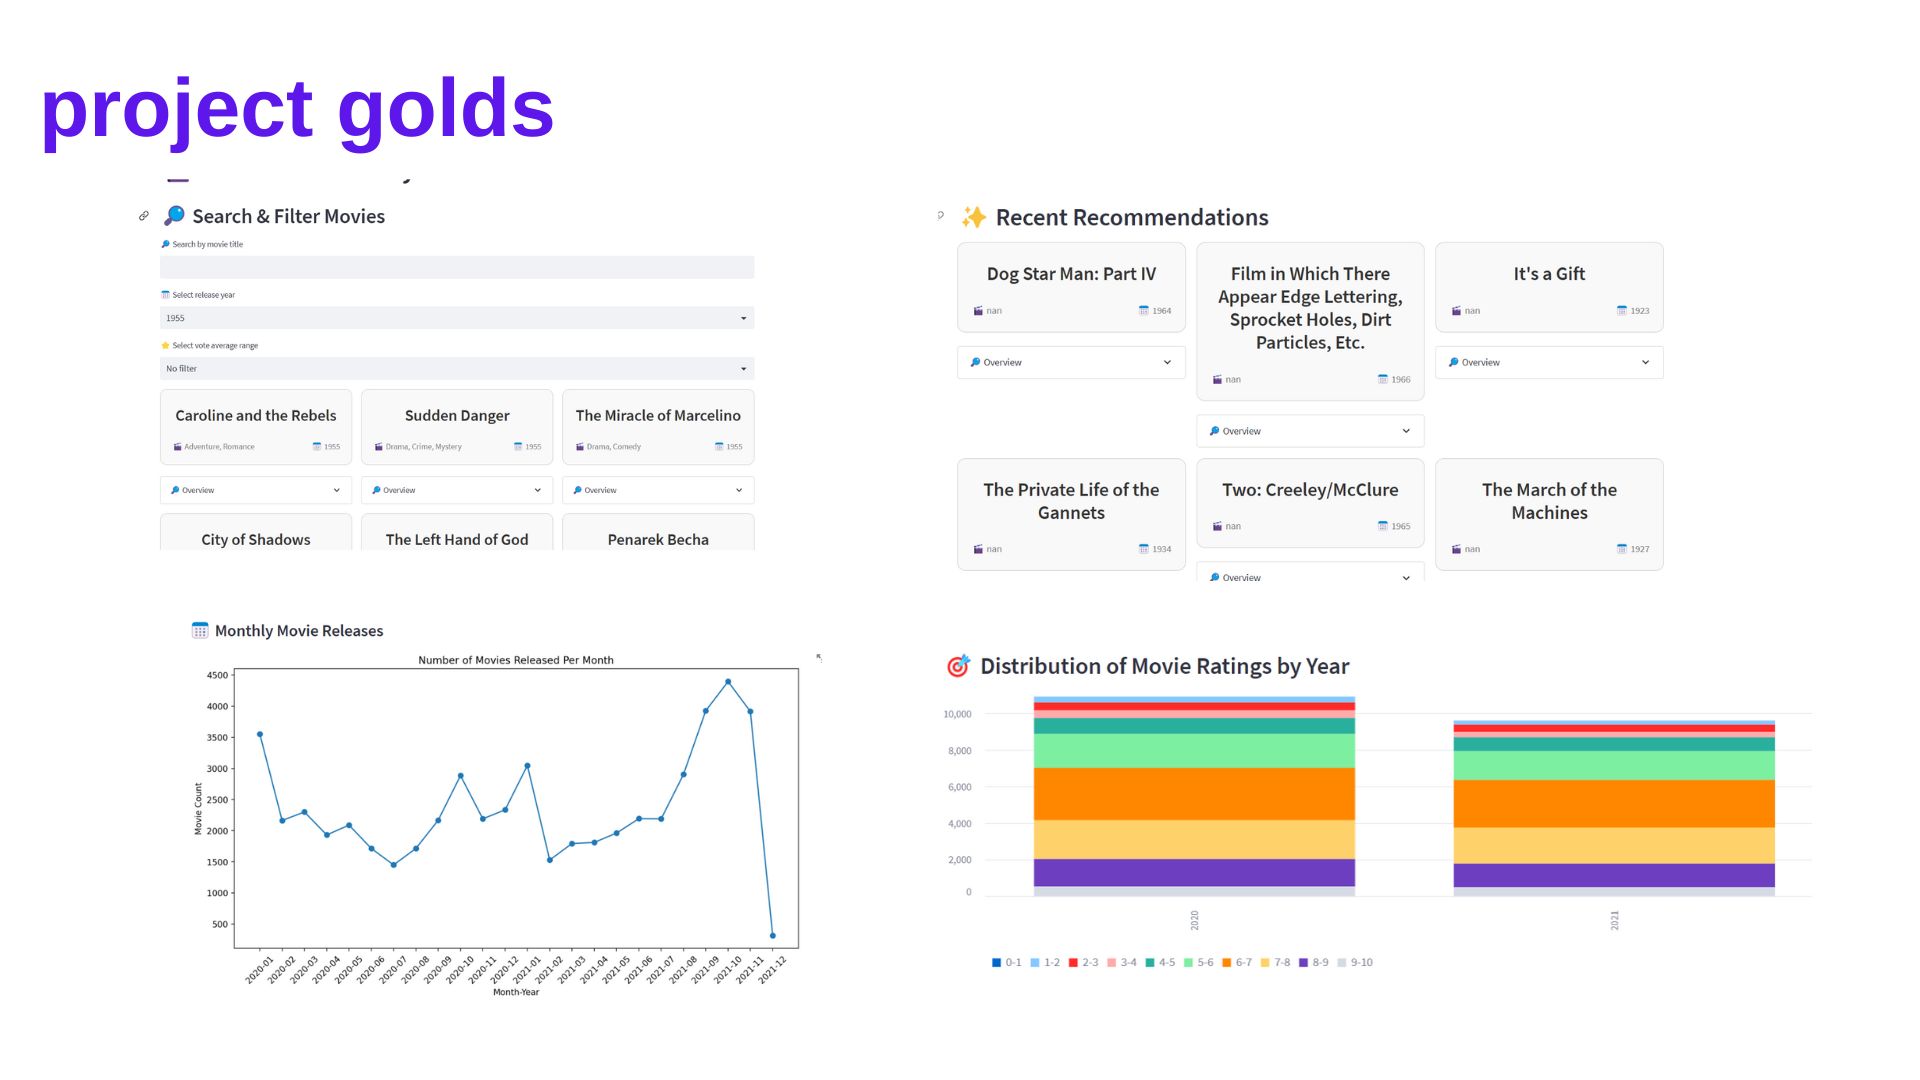 project golds
Search & Filter Movies
Search by movie title
Select release year
1955
Select vote average range
No filter
Caroline and the Rebels
Adventure, Romance 1955
Overview
Sudden Danger
Drama, Crime, Mystery 1955
Overview
The Miracle of Marcelino
Drama, Comedy 1955
Overview
City of Shadows
The Left Hand of God
Penarek Becha
Recent Recommendations
Dog Star Man: Part IV
nan 1964
Overview
Film in Which There
Appear Edge Lettering,
Sprocket Holes, Dirt
Particles, Etc.
nan 1966
Overview
It's a Gift
nan 1923
Overview
The Private Life of the
Gannets
nan 1934
Two: Creeley/McClure
nan 1965
Overview
The March of the
Machines
nan 1927
Monthly Movie Releases
Number of Movies Released Per Month
Movie Count
4500
4000
3500
3000
2500
2000
1500
1000
500
2020-01
2020-02
2020-03
2020-04
2020-05
2020-06
2020-07
2020-08
2020-09
2020-10
2020-11
2020-12
2021-01
2021-02
2021-03
2021-04
2021-05
2021-06
2021-07
2021-08
2021-09
2021-10
2021-11
2021-12
Month-Year
Distribution of Movie Ratings by Year
10,000
8,000
6,000
4,000
2,000
0
2020
2021
0-1 1-2 2-3 3-4 4-5 5-6 6-7 7-8 8-9 9-10